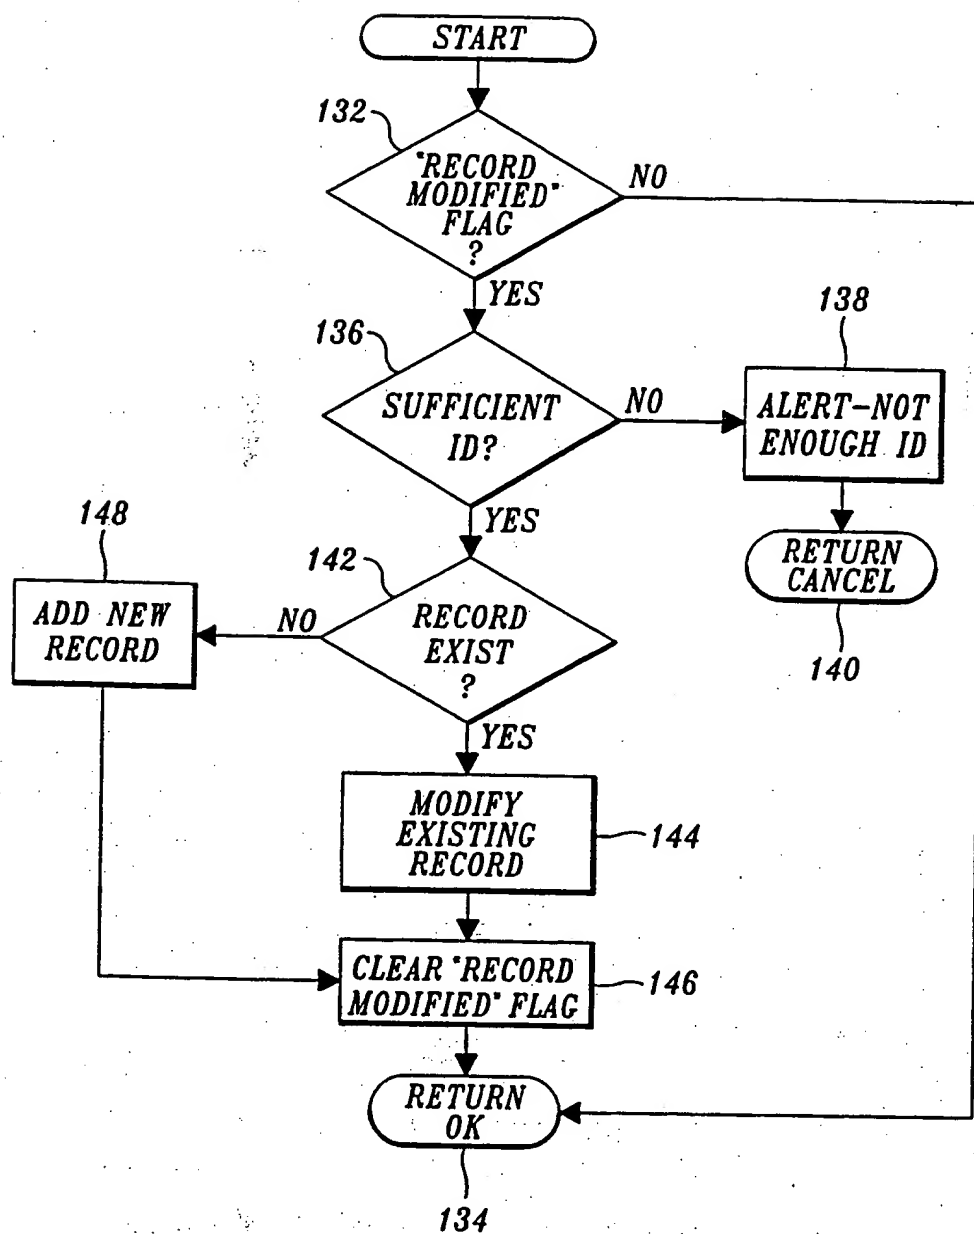 START
132
"RECORD
MODIFIED"
FLAG
?
NO
YES
136
SUFFICIENT
ID?
NO
138
ALERT-NOT
ENOUGH ID
RETURN
CANCEL
140
YES
148
ADD NEW
RECORD
142
NO
RECORD
EXIST
?
YES
MODIFY
EXISTING
RECORD
144
CLEAR "RECORD
MODIFIED" FLAG
146
RETURN
OK
134